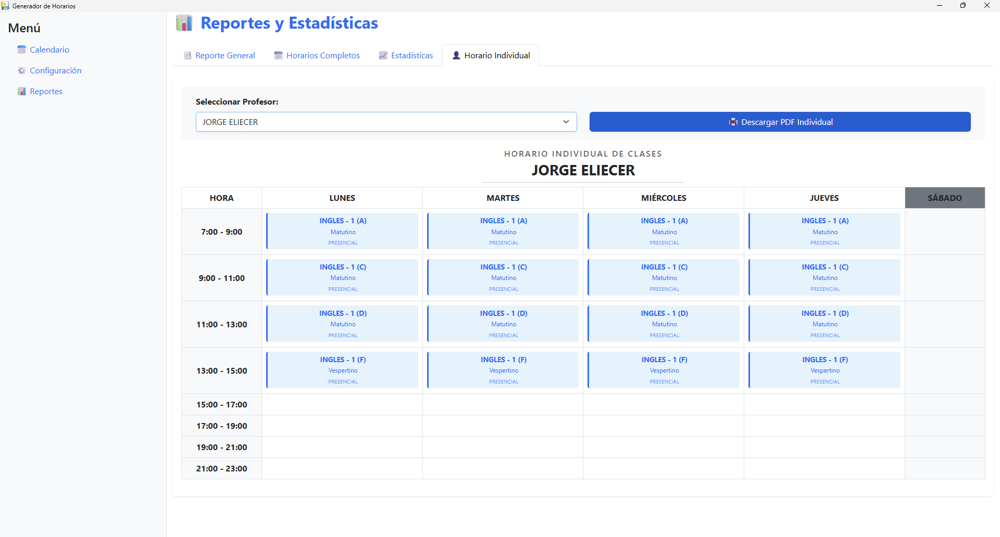 Generador de Horarios
Menú
Calendario
Configuración
Reportes
Reportes y Estadísticas
Reporte General Horarios Completos Estadísticas Horario Individual
Seleccionar Profesor:
JORGE ELIECER Descargar PDF Individual
HORARIO INDIVIDUAL DE CLASES
JORGE ELIECER
HORA LUNES MARTES MIÉRCOLES JUEVES SÁBADO
7:00 - 9:00
INGLES - 1 (A) INGLES - 1 (A) INGLES - 1 (A) INGLES - 1 (A)
Matutino Matutino Matutino Matutino
PRESENCIAL PRESENCIAL PRESENCIAL PRESENCIAL
9:00 - 11:00
INGLES - 1 (C) INGLES - 1 (C) INGLES - 1 (C) INGLES - 1 (C)
Matutino Matutino Matutino Matutino
PRESENCIAL PRESENCIAL PRESENCIAL PRESENCIAL
11:00 - 13:00
INGLES - 1 (D) INGLES - 1 (D) INGLES - 1 (D) INGLES - 1 (D)
Matutino Matutino Matutino Matutino
PRESENCIAL PRESENCIAL PRESENCIAL PRESENCIAL
13:00 - 15:00
INGLES - 1 (F) INGLES - 1 (F) INGLES - 1 (F) INGLES - 1 (F)
Vespertino Vespertino Vespertino Vespertino
PRESENCIAL PRESENCIAL PRESENCIAL PRESENCIAL
15:00 - 17:00
17:00 - 19:00
19:00 - 21:00
21:00 - 23:00